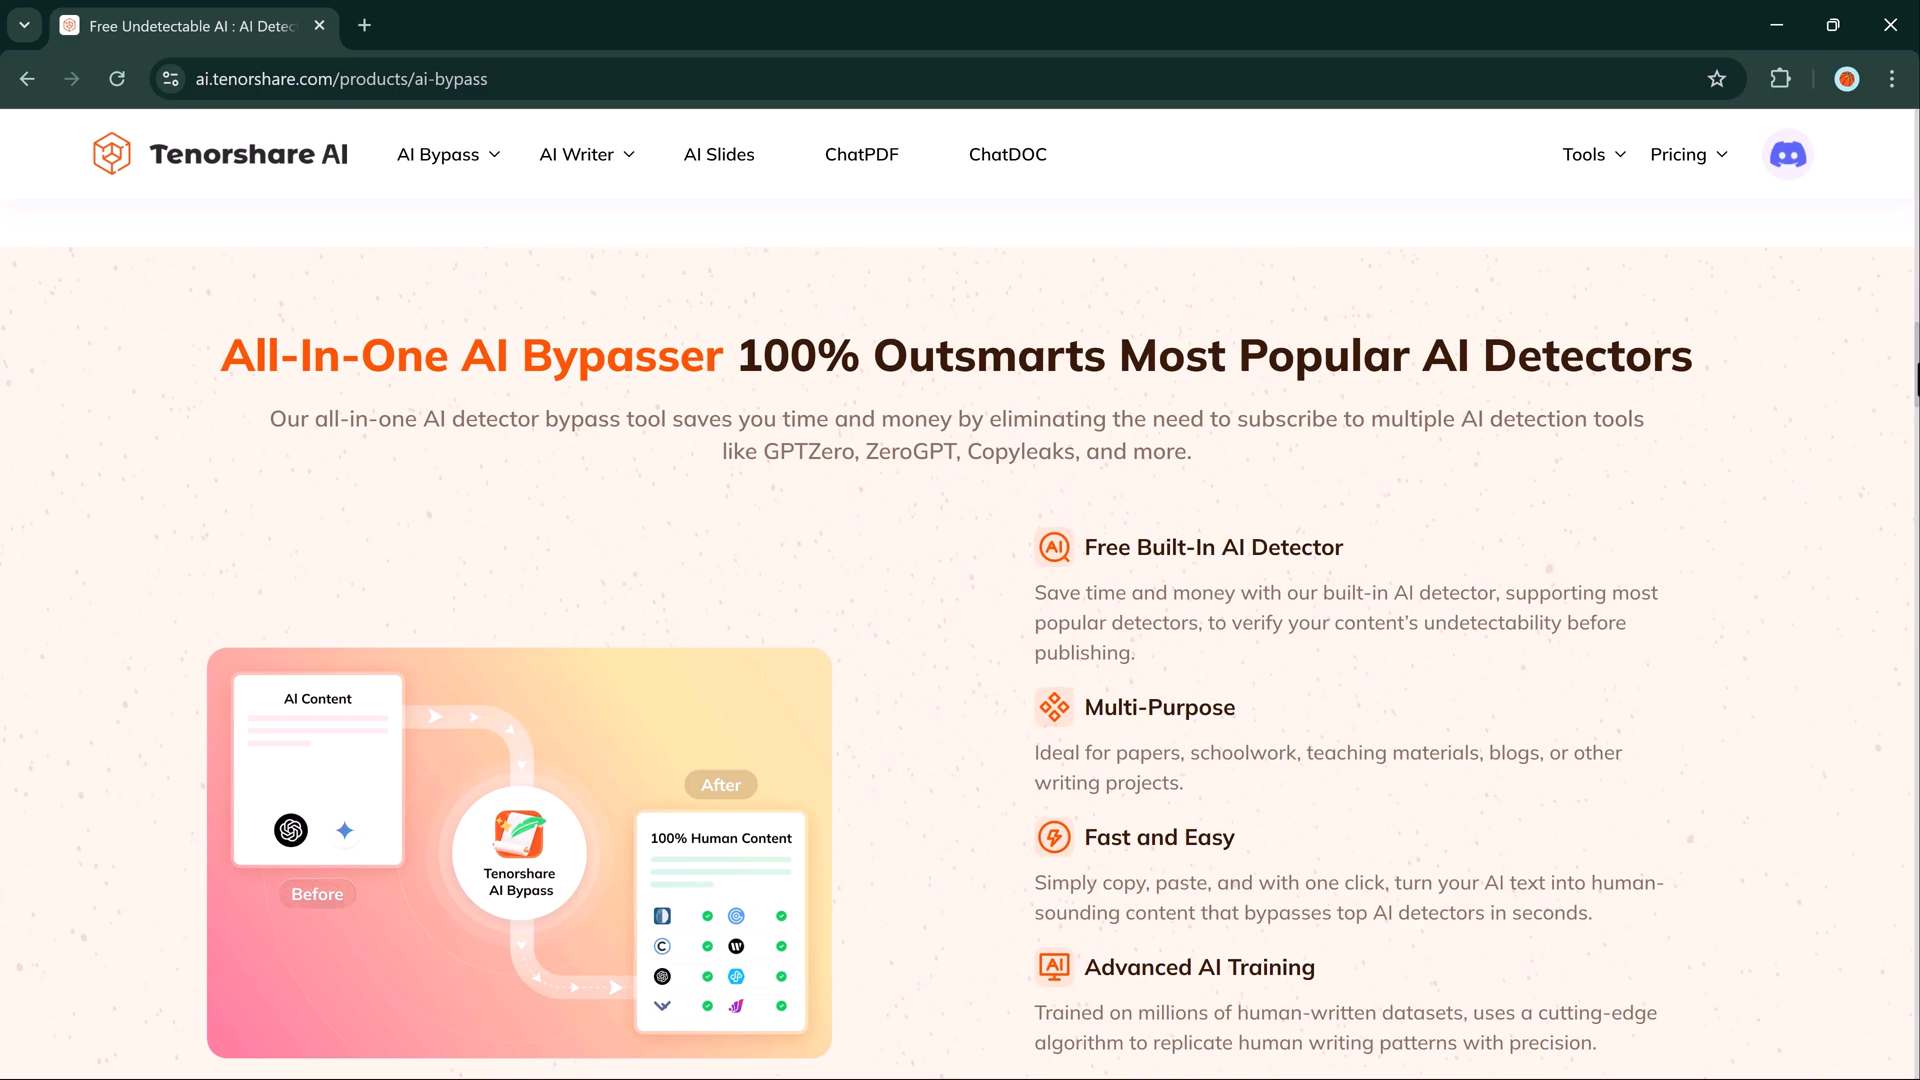 Free Undetectable AI : AI Detec
ai.tenorshare.com/products/ai-bypass
Tenorshare AI
AI Bypass
AI Writer
AI Slides
ChatPDF
ChatDOC
Tools
Pricing
All-In-One AI Bypasser 100% Outsmarts Most Popular AI Detectors
Our all-in-one AI detector bypass tool saves you time and money by eliminating the need to subscribe to multiple AI detection tools
like GPTZero, ZeroGPT, Copyleaks, and more.
AI Content
Before
Tenorshare
AI Bypass
After
100% Human Content
Free Built-In AI Detector
Save time and money with our built-in AI detector, supporting most
popular detectors, to verify your content’s undetectability before
publishing.
Multi-Purpose
Ideal for papers, schoolwork, teaching materials, blogs, or other
writing projects.
Fast and Easy
Simply copy, paste, and with one click, turn your AI text into human-
sounding content that bypasses top AI detectors in seconds.
Advanced AI Training
Trained on millions of human-written datasets, uses a cutting-edge
algorithm to replicate human writing patterns with precision.